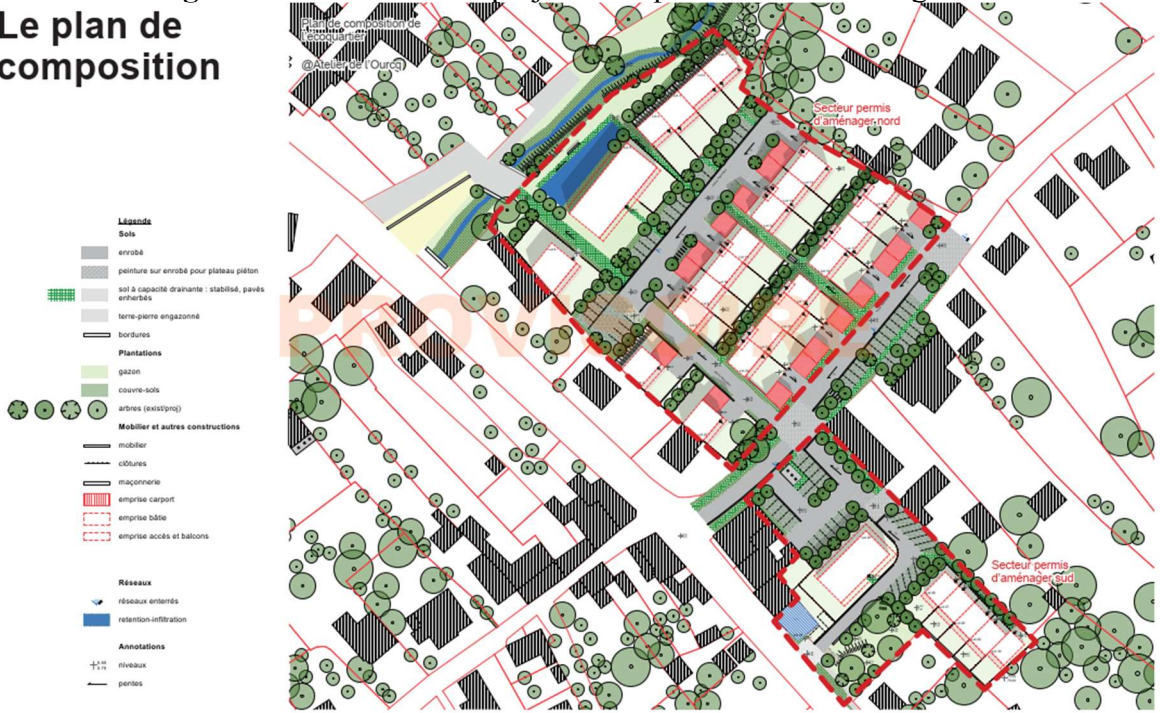 Le plan de
composition
Plan de composition de
l'écoquartier
@Atelier de l'Ourcq
Secteur permis
d'aménager nord
PROVISOIRE
Légende
Sols
enrobé
peinture sur enrobé pour plateau piéton
sol à capacité drainante : stabilisé, pavés
enherbés
terre-pierre engazonné
bordures
Plantations
gazon
couvre-sols
arbres (exist/proj)
Mobilier et autres constructions
mobilier
clôtures
maçonnerie
emprise carport
emprise bâtie
emprise accès et balcons
Réseaux
réseaux enterrés
retention-infiltration
Annotations
niveaux
pentes
Secteur permis
d'aménager sud